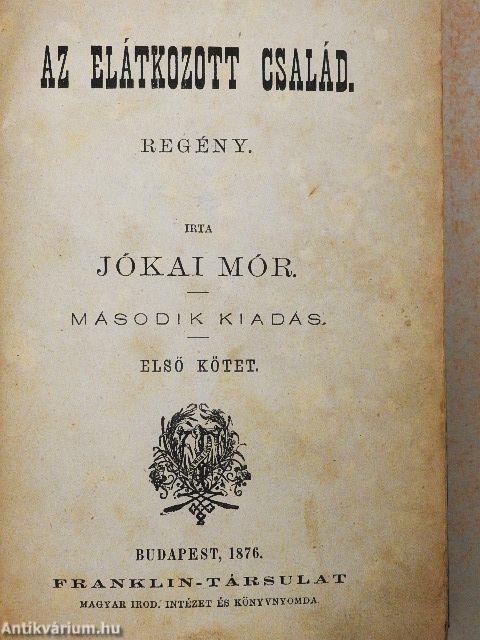 AZ ELÁTKOZOTT CSALÁD.
REGÉNY.
IRTA
JÓKAI MÓR.
MÁSODIK KIADÁS.
ELSŐ KÖTET.
BUDAPEST, 1876.
FRANKLIN-TÁRSULAT
MAGYAR IROD. INTÉZET ÉS KÖNYVNYOMDA.
Antikvárium.hu